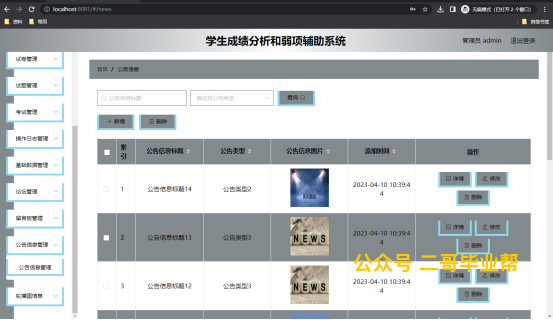 localhost:8081/#/news
无痕模式（已打开 2 个窗口）
资料 常用
所有书签
学生成绩分析和弱项辅助系统
管理员 admin 退出登录
试卷管理
试题管理
考试管理
操作日志管理
基础数据管理
论坛管理
留言板管理
公告信息管理
公告信息管理
轮播图信息
首页 / 公告信息
公告信息标题 请选择公告类型 查询
+ 新增 删除
索引 公告信息标题 公告类型 公告信息图片 添加时间 操作
1 公告信息标题14 公告类型2 2023-04-10 10:39:44 详情 修改 删除
2 公告信息标题13 公告类型3 NEWS 2023-04-10 10:39:44 详情 修改 删除
3 公告信息标题12 公告类型3 NEWS 2023-04-10 10:39:44 详情 修改 删除
公众号 二哥毕业帮